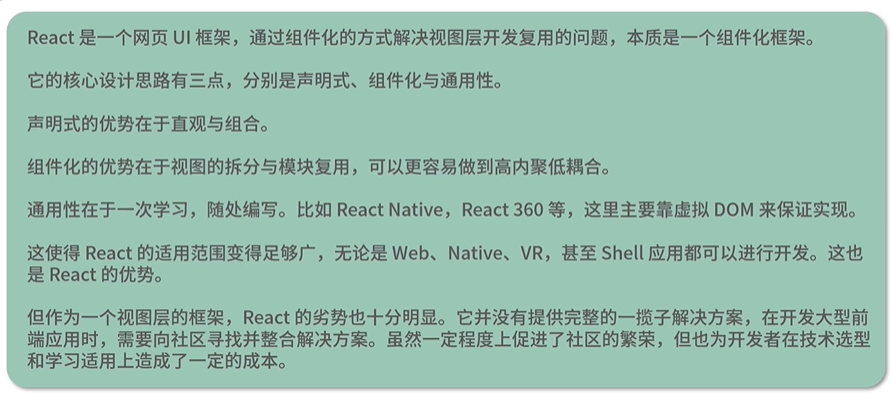 React 是一个网页 UI 框架，通过组件化的方式解决视图层开发复用的问题，本质是一个组件化框架。
它的核心设计思路有三点，分别是声明式、组件化与通用性。
声明式的优势在于直观与组合。
组件化的优势在于视图的拆分与模块复用，可以更容易做到高内聚低耦合。
通用性在于一次学习，随处编写。比如 React Native，React 360 等，这里主要靠虚拟 DOM 来保证实现。
这使得 React 的适用范围变得足够广，无论是 Web、Native、VR，甚至 Shell 应用都可以进行开发。这也
是 React 的优势。
但作为一个视图层的框架，React 的劣势也十分明显。它并没有提供完整的一揽子解决方案，在开发大型前
端应用时，需要向社区寻找并整合解决方案。虽然一定程度上促进了社区的繁荣，但也为开发者在技术选型
和学习适用上造成了一定的成本。